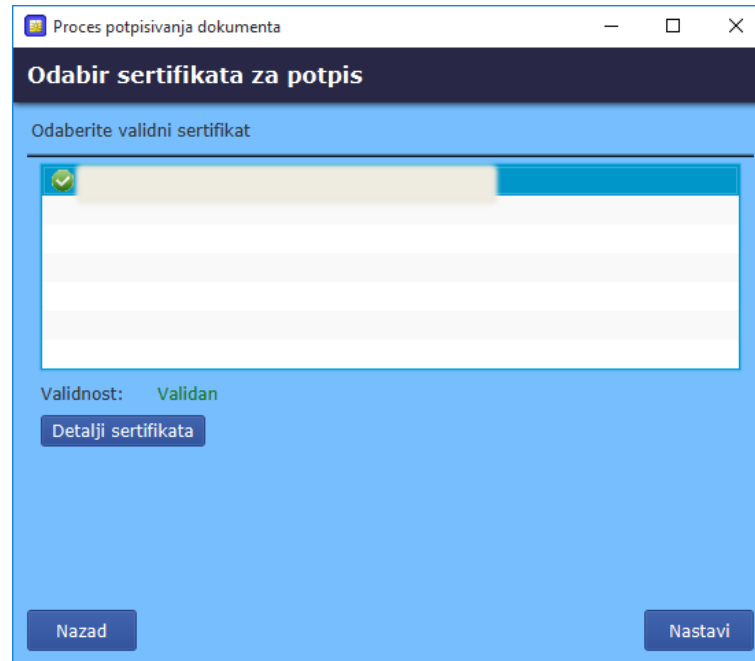 Proces potpisivanja dokumenta
Odabir sertifikata za potpis
Odaberite validni sertifikat
Validnost: Validan
Detalji sertifikata
Nazad Nastavi